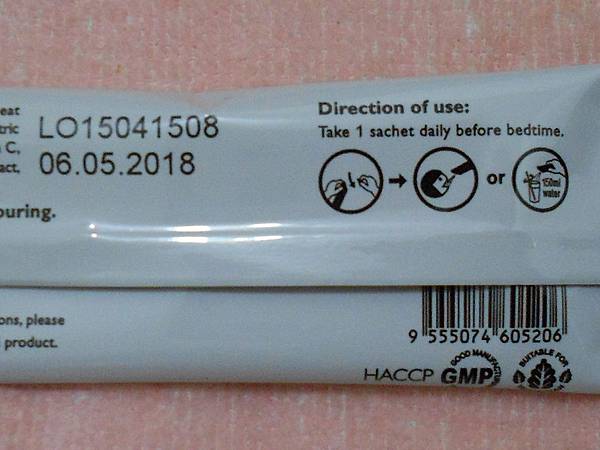 eat
tric
C,
act,
LO15041508
06.05.2018
ouring.
Direction of use:
Take 1 sachet daily before bedtime.
or
150ml
water
ons, please
product.
9 555074 605206
HACCP GMP
GOOD MANUFACTUR
SUITABLE FOR